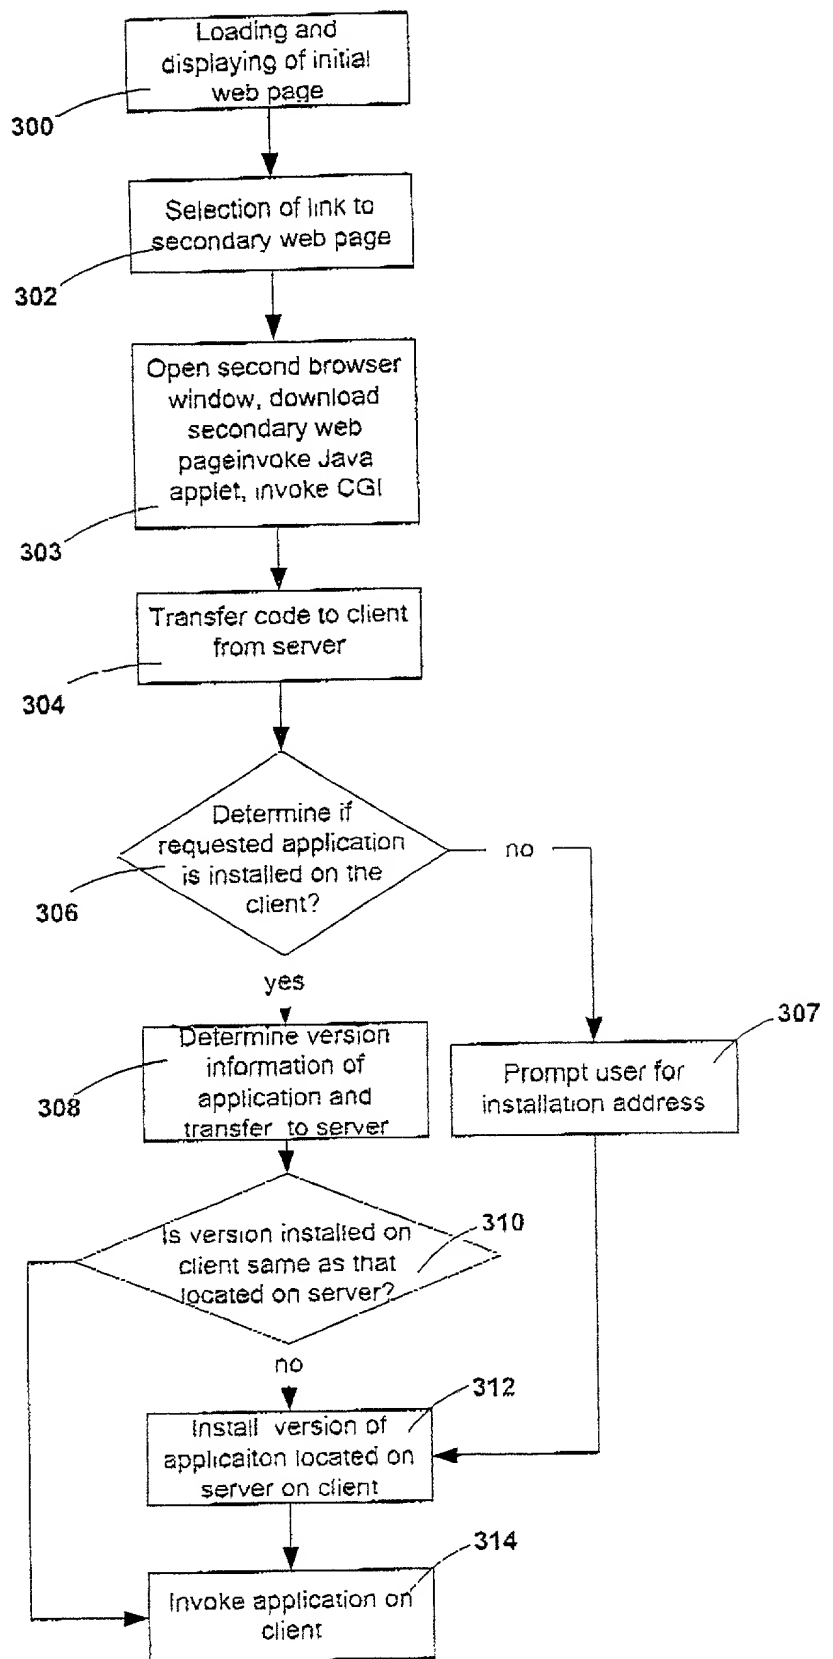 Loading and
displaying of initial
web page
300
Selection of link to
secondary web page
302
Open second browser
window, download
secondary web
pageinvoke Java
applet, invoke CGI
303
Transfer code to client
from server
304
Determine if
requested application
is installed on the
client?
306
no
yes
307
Determine version
information of
application and
transfer to server
308
Prompt user for
installation address
Is version installed on
client same as that
located on server?
310
no
312
Install version of
applicaiton located on
server on client
314
Invoke application on
client